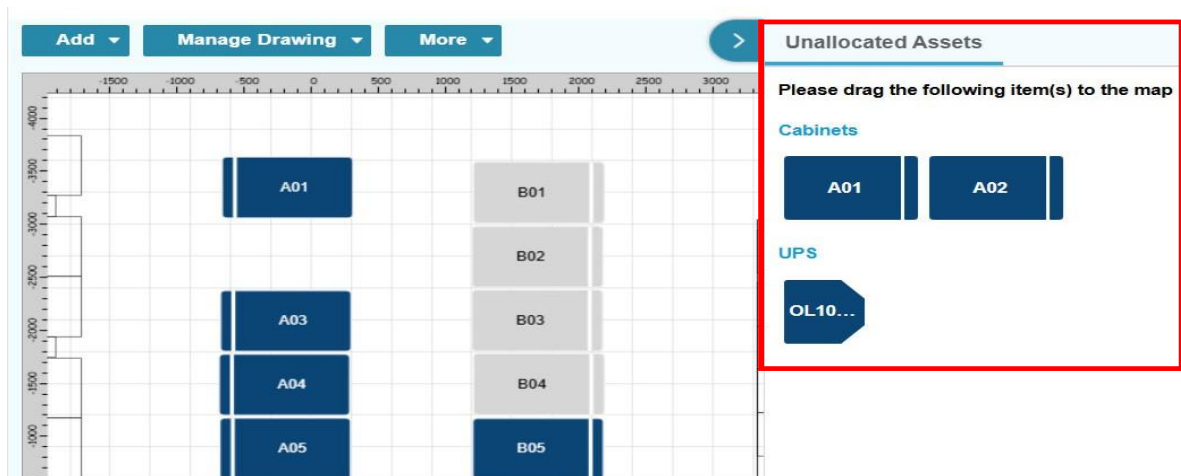 Add
Manage Drawing
More
>
Unallocated Assets
-1500 -1000 -500 0 500 1000 1500 2000 2500 3000
Please drag the following item(s) to the map
Cabinets
A01
A02
UPS
OL10...
-4000
-3500
-3000
-2500
-2000
-1500
-1000
A01
B01
B02
A03
B03
A04
B04
A05
B05